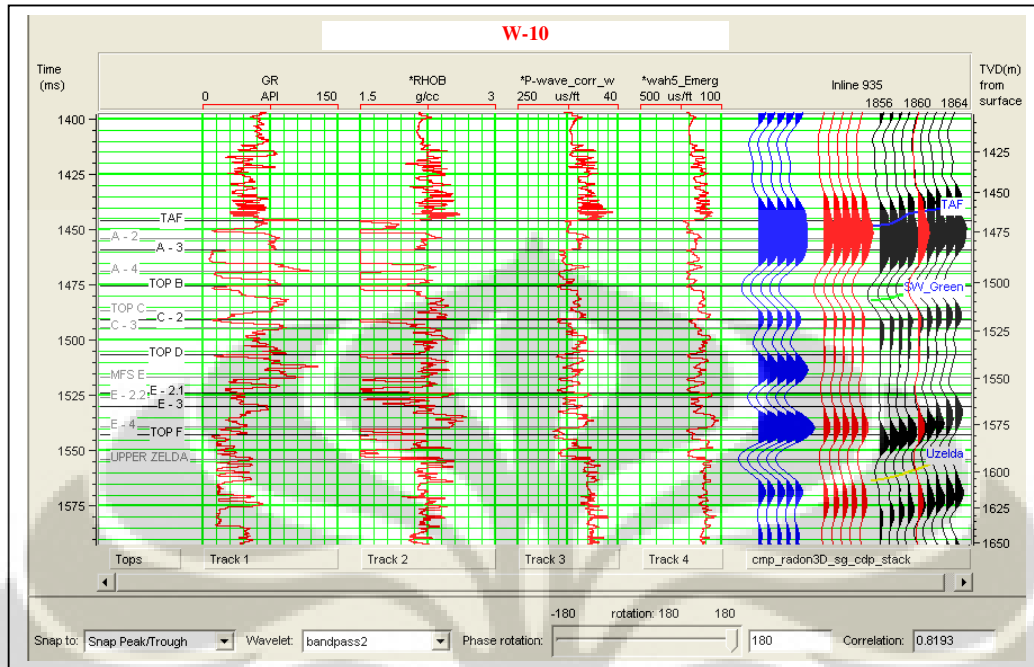 W-10
Time
(ms)
GR
0 API 150
*RHOB
1.5 g/cc 3
*P-wave_corr_w
250 us/ft 40
*wah5_Emerg
500 us/ft 100
Inline 935
1856 1860 1864
TVD(m)
from
surface
1400
1425
1450
1475
1500
1525
1550
1575
TAF
A - 2
A - 3
A - 4
TOP B
TOP C
C - 2
C - 3
TOP D
MFS E
E - 2.1
E - 2.2
E - 3
E - 4
TOP F
UPPER ZELDA
TAF
SW_Green
Uzelda
1425
1450
1475
1500
1525
1550
1575
1600
1625
1650
Tops Track 1 Track 2 Track 3 Track 4 cmp_radon3D_sg_cdp_stack
-180 rotation: 180 180
Snap to: Snap Peak/Trough Wavelet: bandpass2 Phase rotation: 180 Correlation: 0.8193